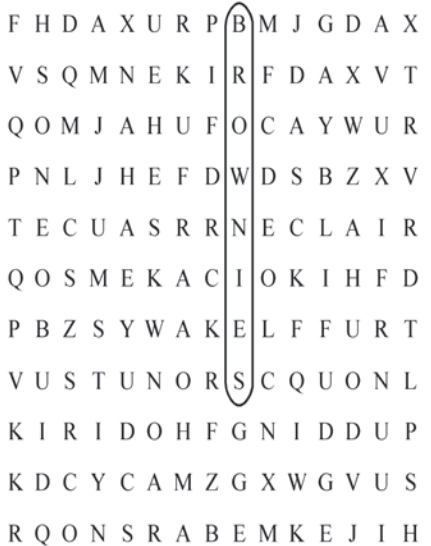 F H D A X U R P B M J G D A X
V S Q M N E K I R F D A X V T
Q O M J A H U F O C A Y W U R
P N L J H E F D W D S B Z X V
T E C U A S R R N E C L A I R
Q O S M E K A C I O K I H F D
P B Z S Y W A K E L F F U R T
V U S T U N O R S C Q U O N L
K I R I D O H F G N I D D U P
K D C Y C A M Z G X W G V U S
R Q O N S R A B E M K E J I H